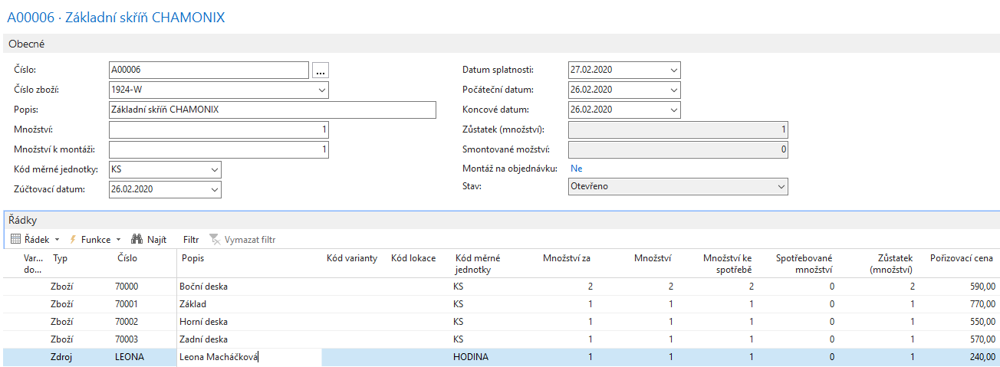 A00006 · Základní skříň CHAMONIX
Obecné
Číslo: A00006 ... Datum splatnosti: 27.02.2020
Číslo zboží: 1924-W Počáteční datum: 26.02.2020
Popis: Základní skříň CHAMONIX Koncové datum: 26.02.2020
Množství: 1 Zůstatek (množství): 1
Množství k montáži: 1 Smontované možství: 0
Kód měrné jednotky: KS Montáž na objednávku: Ne
Zúčtovací datum: 26.02.2020 Stav: Otevřeno
Řádky
Řádek Funkce Najít Filtr Vymazat filtr
Var... Typ Číslo Popis Kód varianty Kód lokace Kód měrné Množství za Množství Množství ke Spotřebované Zůstatek Pořizovací cena
do... jednotky spotřebě množství (množství)
Zboží 70000 Boční deska KS 2 2 2 0 2 590,00
Zboží 70001 Základ KS 1 1 1 0 1 770,00
Zboží 70002 Horní deska KS 1 1 1 0 1 550,00
Zboží 70003 Zadní deska KS 1 1 1 0 1 570,00
Zdroj LEONA Leona Macháčková HODINA 1 1 1 0 1 240,00